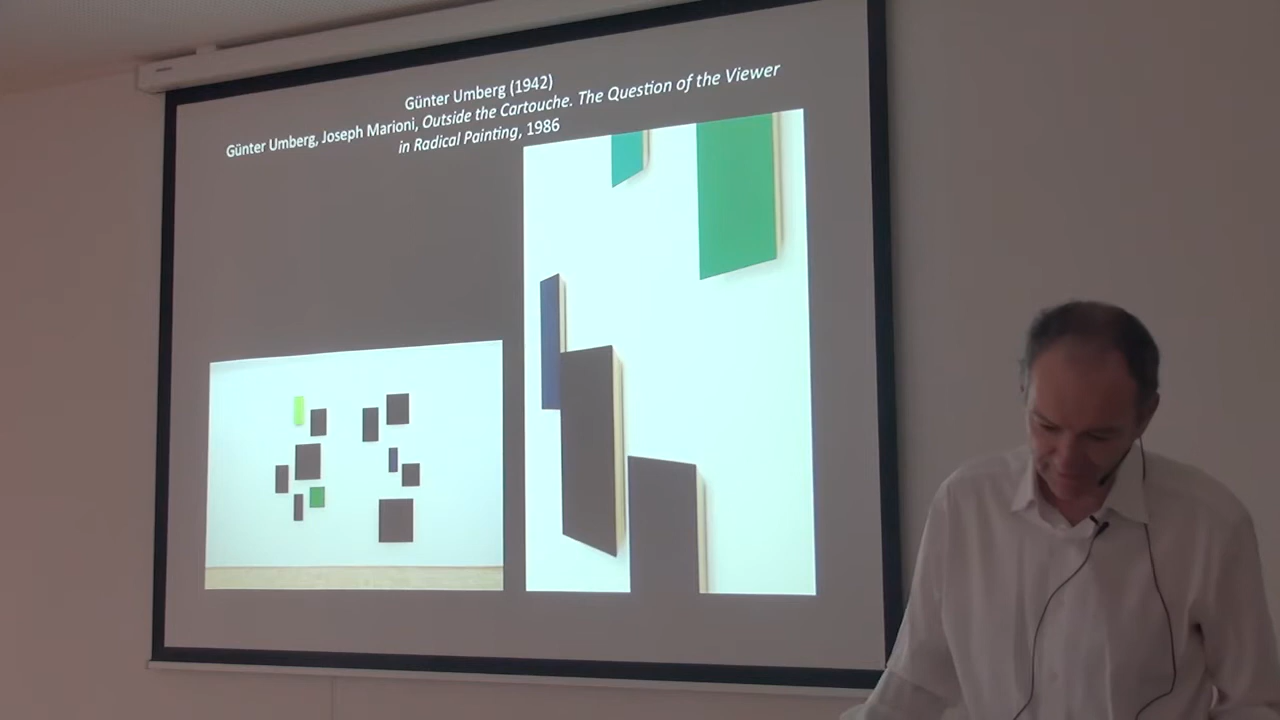 Günter Umberg (1942)
Günter Umberg, Joseph Marioni, Outside the Cartouche. The Question of the Viewer
in Radical Painting, 1986